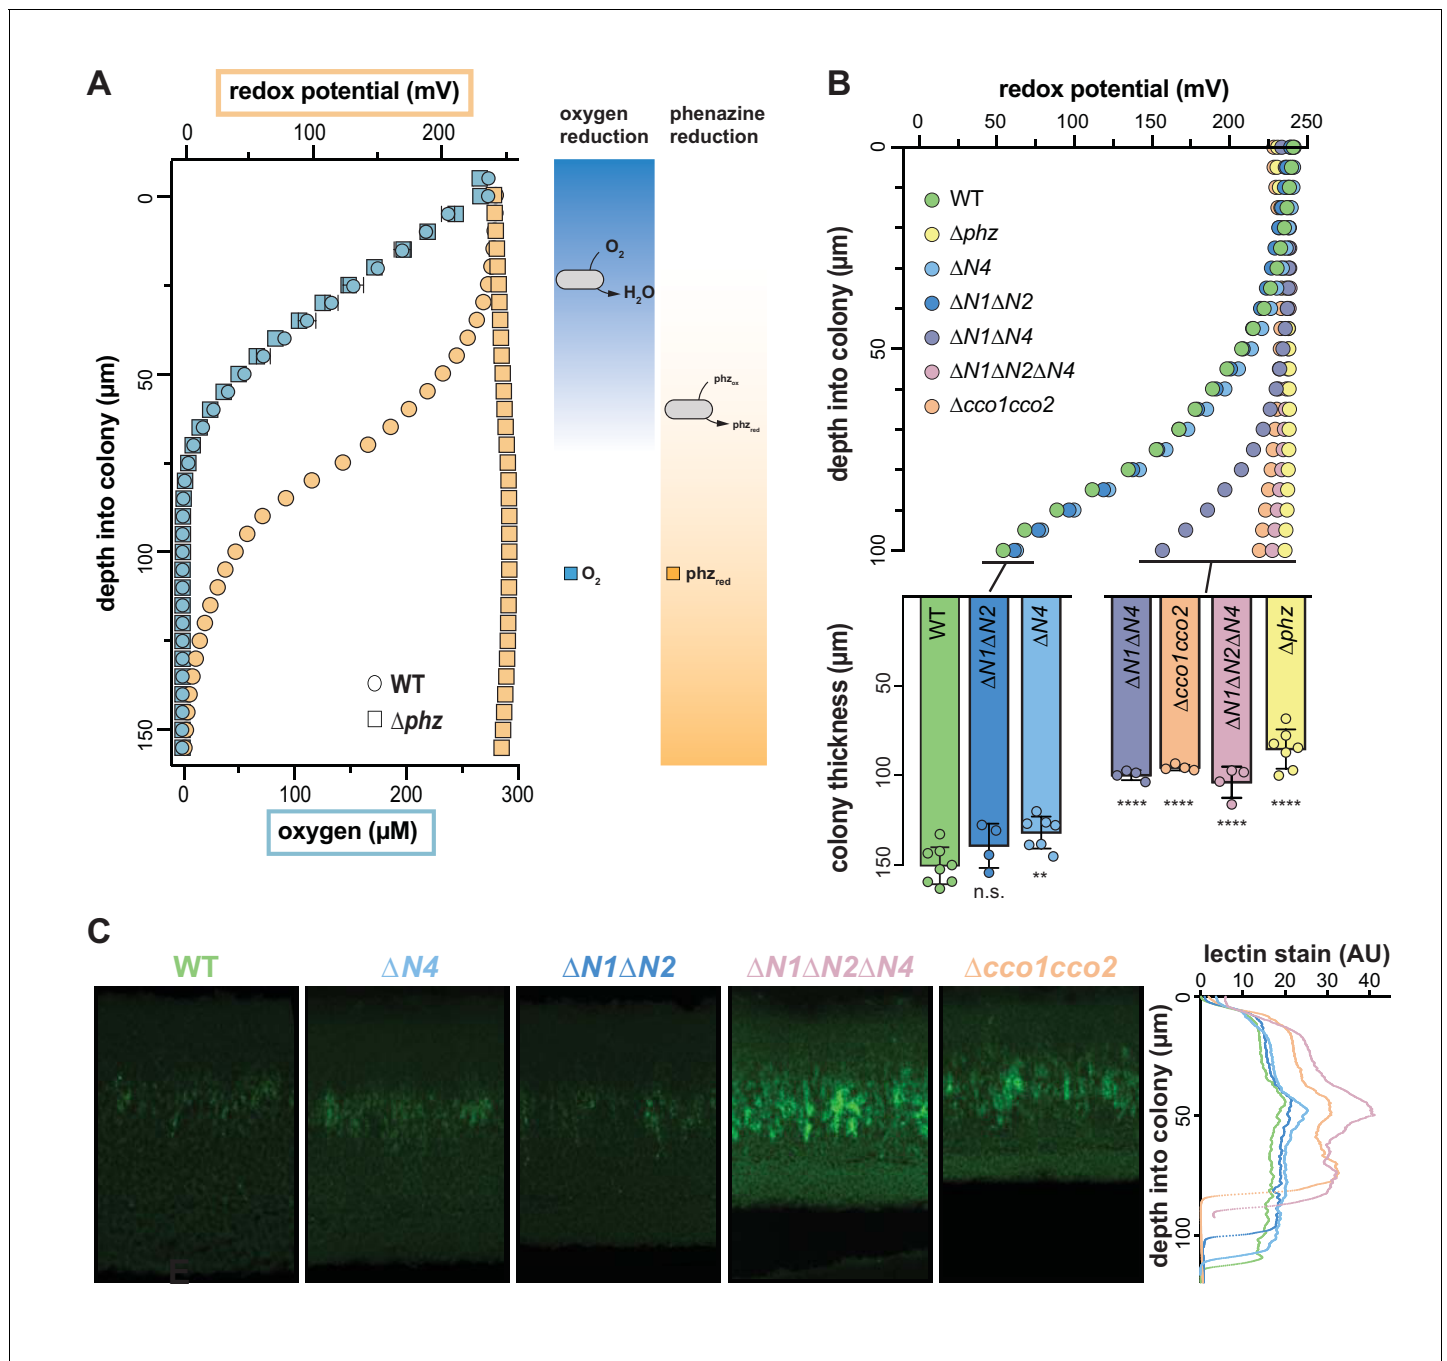 A
redox potential (mV)
0 100 200
depth into colony (µm)
0
50
100
150
WT
Δphz
0 100 200 300
oxygen (µM)
oxygen reduction
phenazine reduction
O2
H2O
phzox
phzred
O2
phzred
B
redox potential (mV)
0 50 100 150 200 250
depth into colony (µm)
0
50
100
WT
Δphz
ΔN4
ΔN1ΔN2
ΔN1ΔN4
ΔN1ΔN2ΔN4
Δcco1cco2
colony thickness (µm)
50
100
150
WT
ΔN1ΔN2
ΔN4
ΔN1ΔN4
Δcco1cco2
ΔN1ΔN2ΔN4
Δphz
n.s.
**
****
****
****
****
C
WT
ΔN4
ΔN1ΔN2
ΔN1ΔN2ΔN4
Δcco1cco2
E
lectin stain (AU)
0 10 20 30 40
depth into colony (µm)
0
50
100